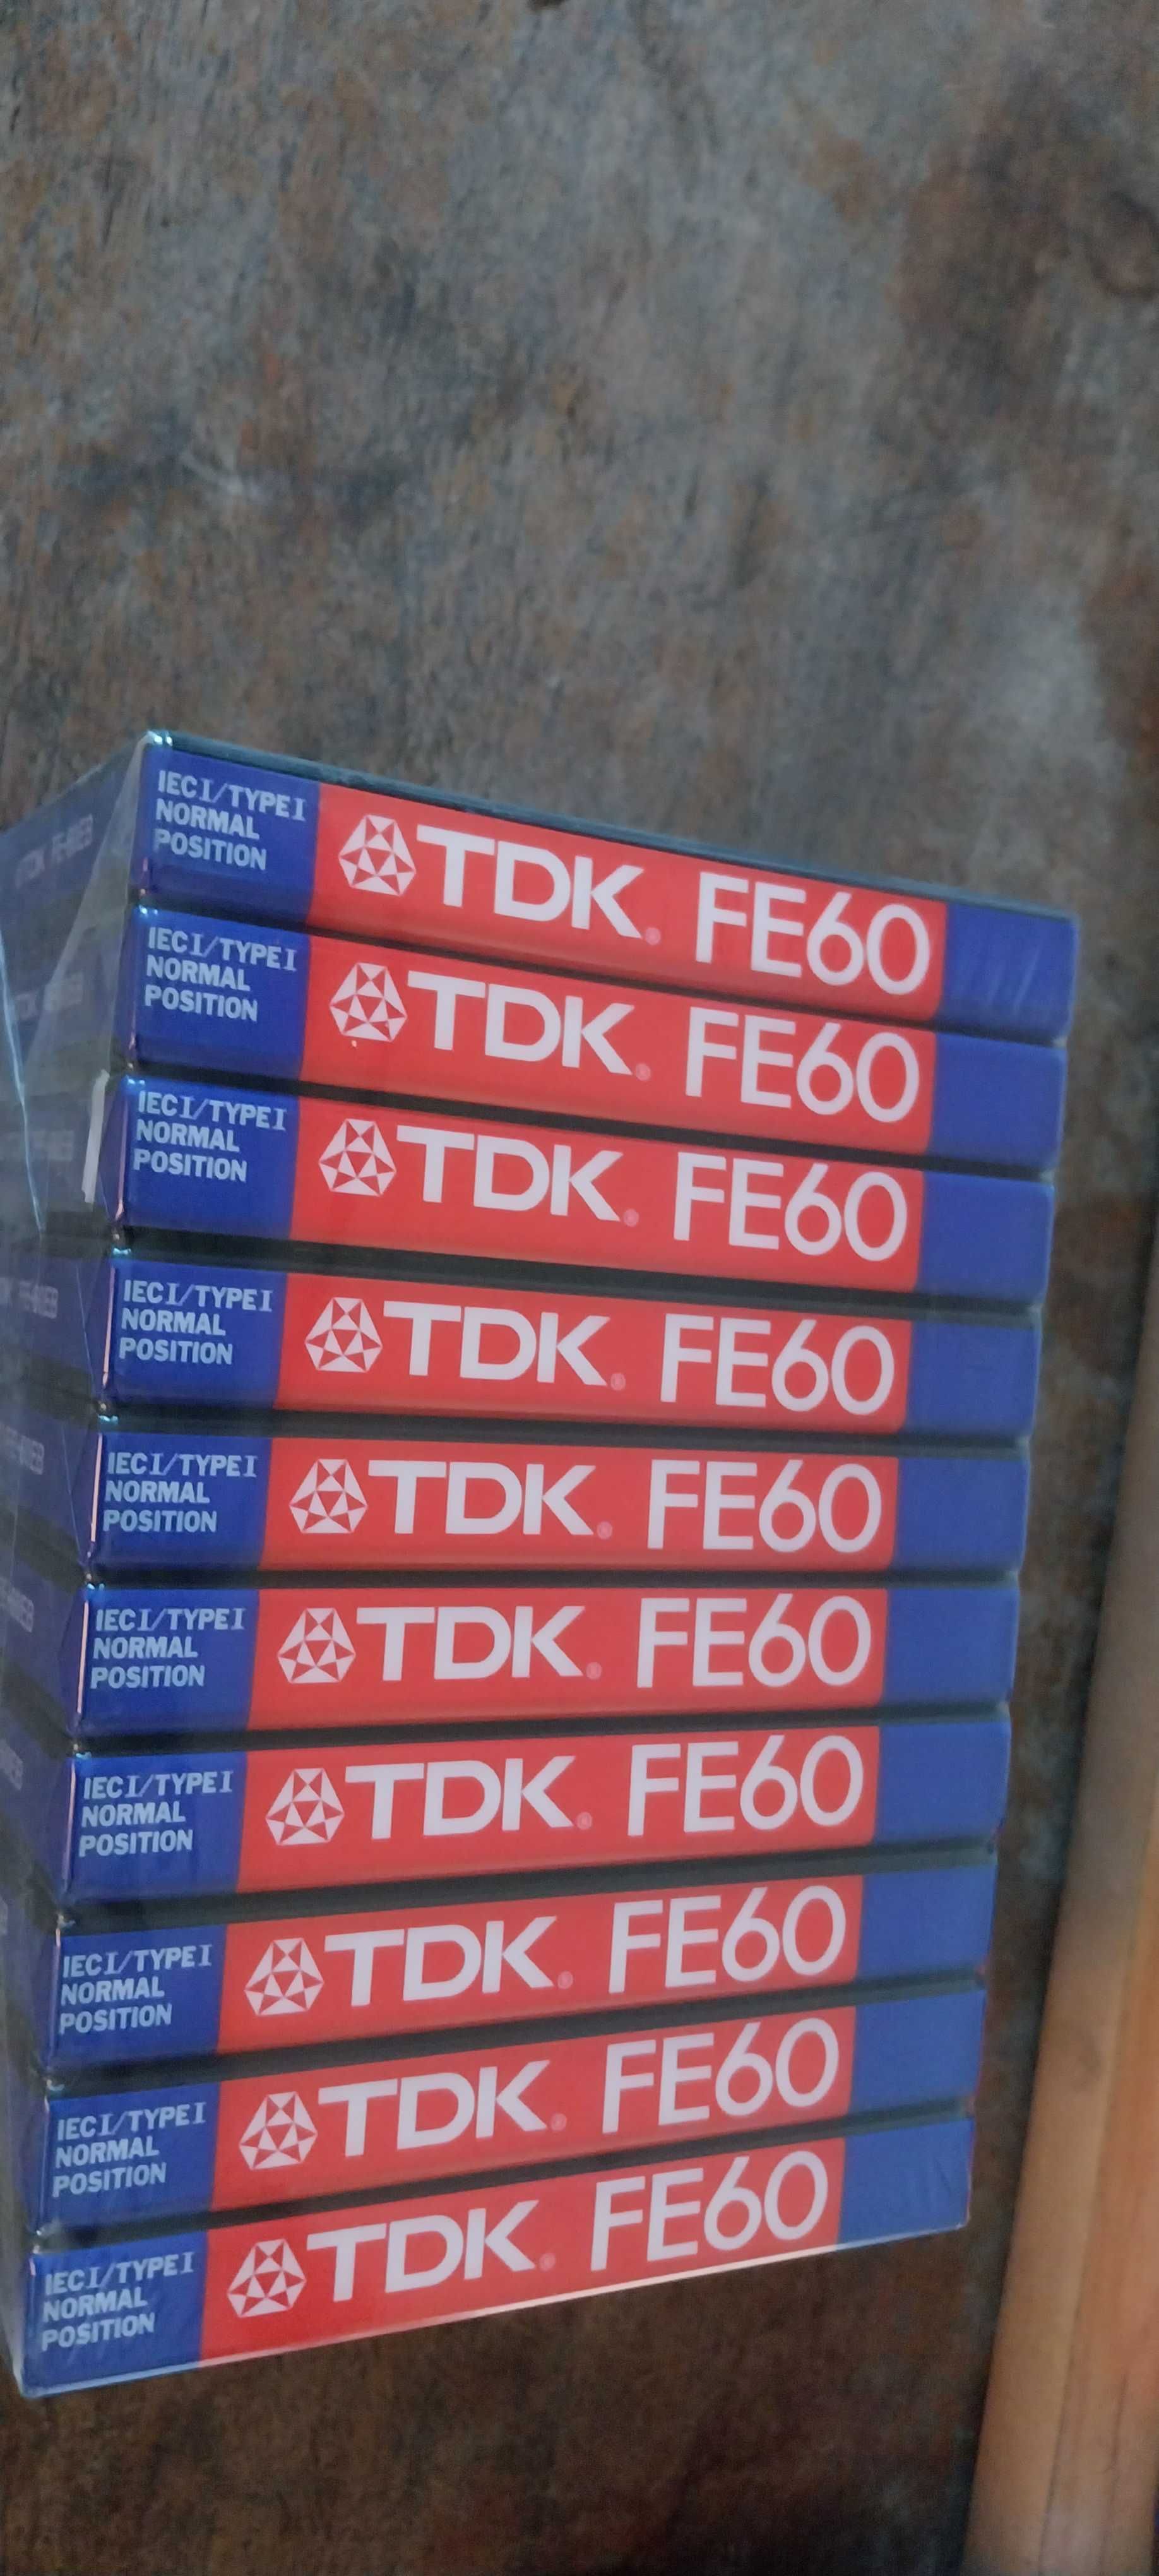 IECI/TYPEI
NORMAL
POSITION
TDK® FE60
IECI/TYPEI
NORMAL
POSITION
TDK® FE60
IECI/TYPEI
NORMAL
POSITION
TDK® FE60
IECI/TYPEI
NORMAL
POSITION
TDK® FE60
IECI/TYPEI
NORMAL
POSITION
TDK® FE60
IECI/TYPEI
NORMAL
POSITION
TDK® FE60
IECI/TYPEI
NORMAL
POSITION
TDK® FE60
IECI/TYPEI
NORMAL
POSITION
TDK® FE60
IECI/TYPEI
NORMAL
POSITION
TDK® FE60
IECI/TYPEI
NORMAL
POSITION
TDK® FE60